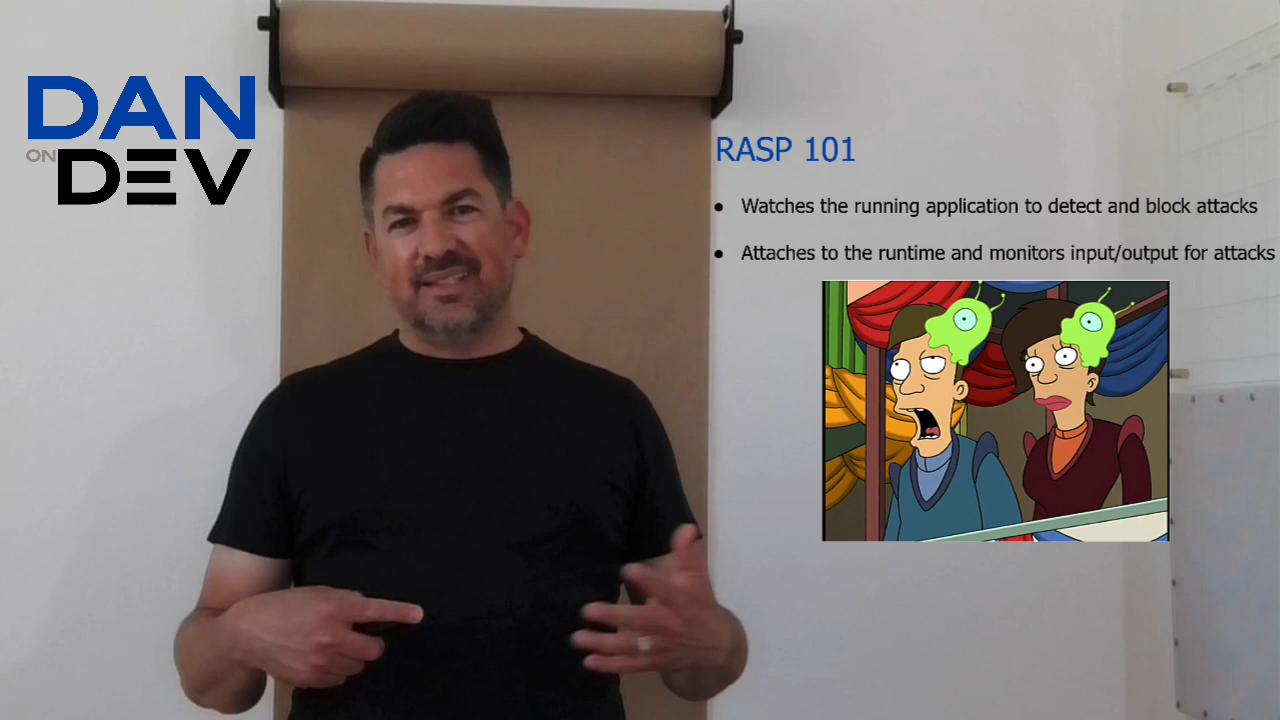 DAN
ON
DEV
RASP 101
Watches the running application to detect and block attacks
Attaches to the runtime and monitors input/output for attacks